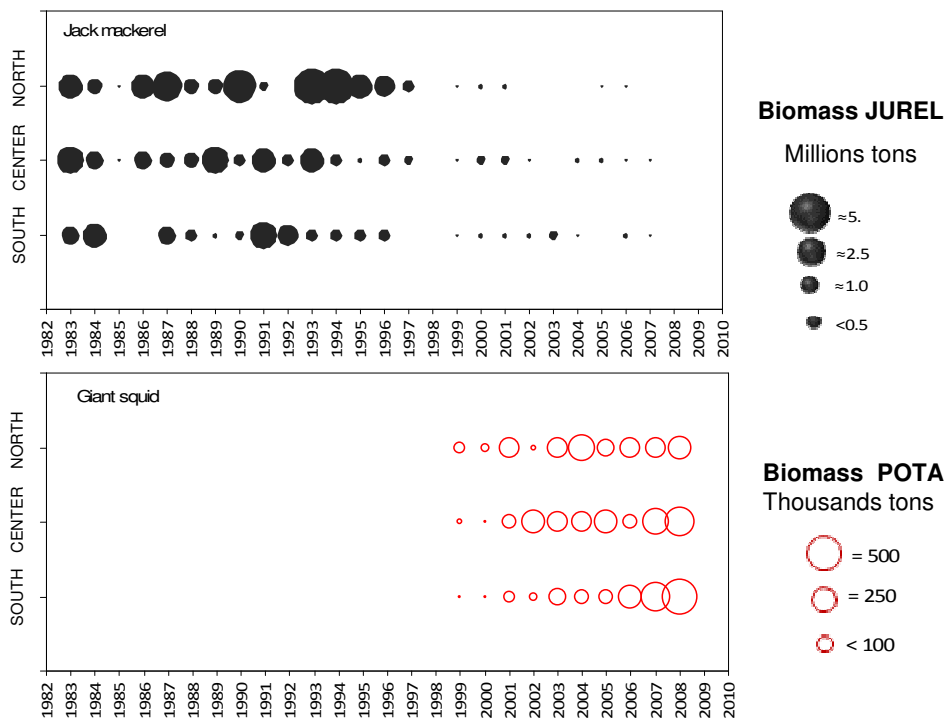 Jack mackerel
NORTH
CENTER
SOUTH
1982 1983 1984 1985 1986 1987 1988 1989 1990 1991 1992 1993 1994 1995 1996 1997 1998 1999 2000 2001 2002 2003 2004 2005 2006 2007 2008 2009 2010
Biomass JUREL
Millions tons
≈5.
≈2.5
≈1.0
<0.5
Giant squid
NORTH
CENTER
SOUTH
1982 1983 1984 1985 1986 1987 1988 1989 1990 1991 1992 1993 1994 1995 1996 1997 1998 1999 2000 2001 2002 2003 2004 2005 2006 2007 2008 2009 2010
Biomass POTA
Thousands tons
= 500
= 250
< 100